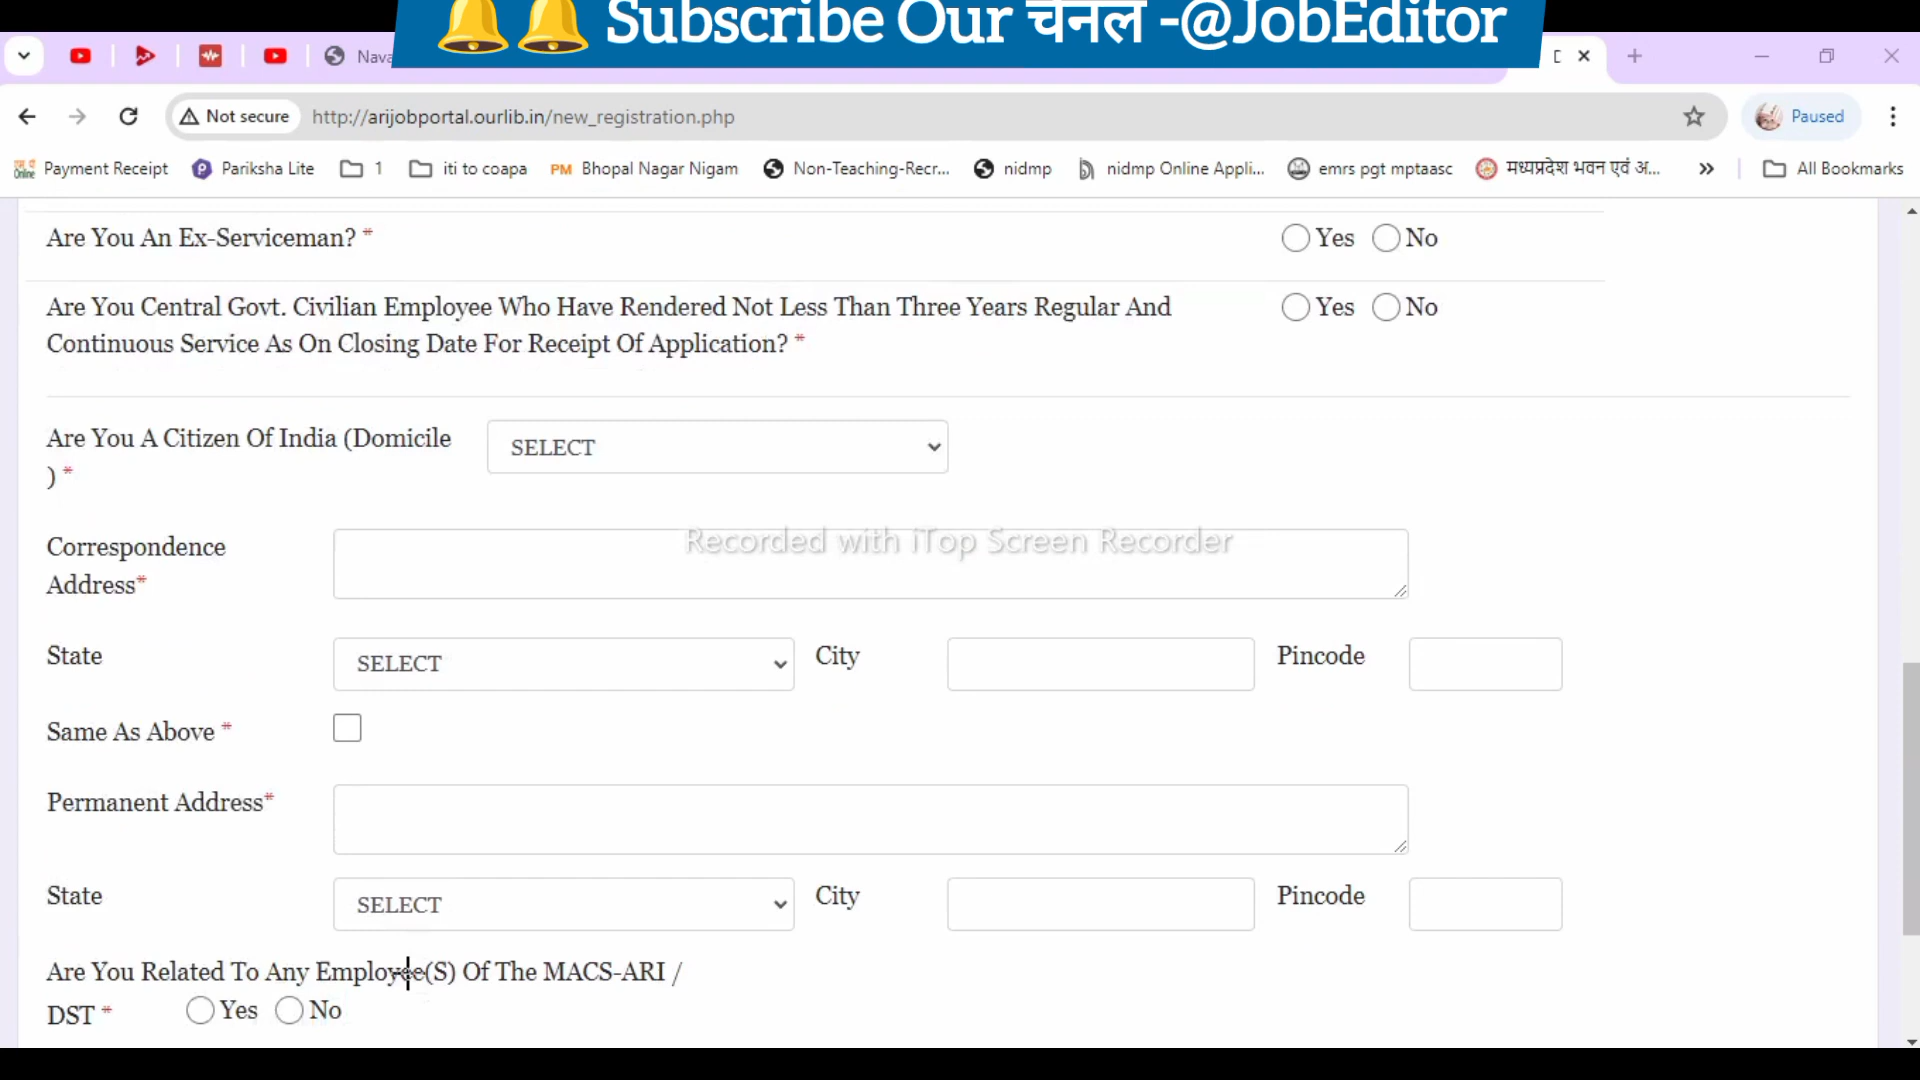 Subscribe Our चैनल -@JobEditor
Nava
Not secure
http://arijobportal.ourlib.in/new_registration.php
Paused
Payment Receipt
Pariksha Lite
1
iti to coapa
PM Bhopal Nagar Nigam
Non-Teaching-Recr...
nidmp
nidmp Online Appli...
emrs pgt mptaasc
मध्यप्रदेश भवन एवं अ...
All Bookmarks
Are You An Ex-Serviceman? *
Yes No
Are You Central Govt. Civilian Employee Who Have Rendered Not Less Than Three Years Regular And
Yes No
Continuous Service As On Closing Date For Receipt Of Application? *
Are You A Citizen Of India (Domicile
SELECT
) *
Recorded with iTop Screen Recorder
Correspondence
Address*
State
SELECT
City
Pincode
Same As Above *
Permanent Address*
State
SELECT
City
Pincode
Are You Related To Any Employee(S) Of The MACS-ARI /
DST * Yes No